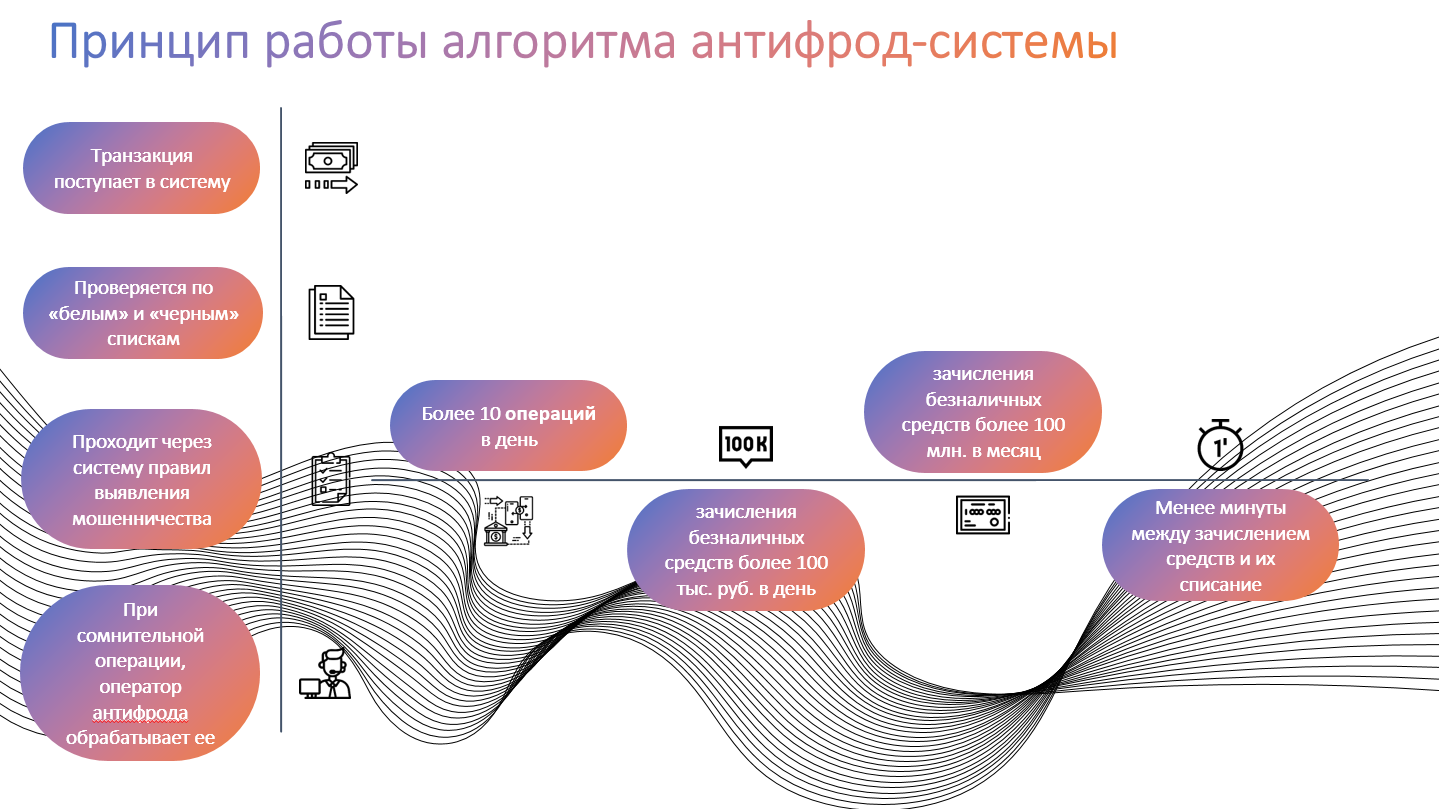 Принцип работы алгоритма антифрод-системы
Транзакция
поступает в систему
Проверяется по
«белым» и «черным»
спискам
Проходит через
систему правил
выявления
мошенничества
При
сомнительной
операции,
оператор
антифрода
обрабатывает ее
Более 10 операций
в день
100K
зачисления
безналичных
средств более 100
тыс. руб. в день
зачисления
безналичных
средств более 100
млн. в месяц
1'
Менее минуты
между зачислением
средств и их
списание